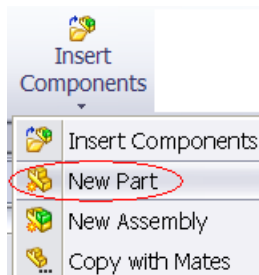 Insert
Components
Insert Components
New Part
New Assembly
Copy with Mates